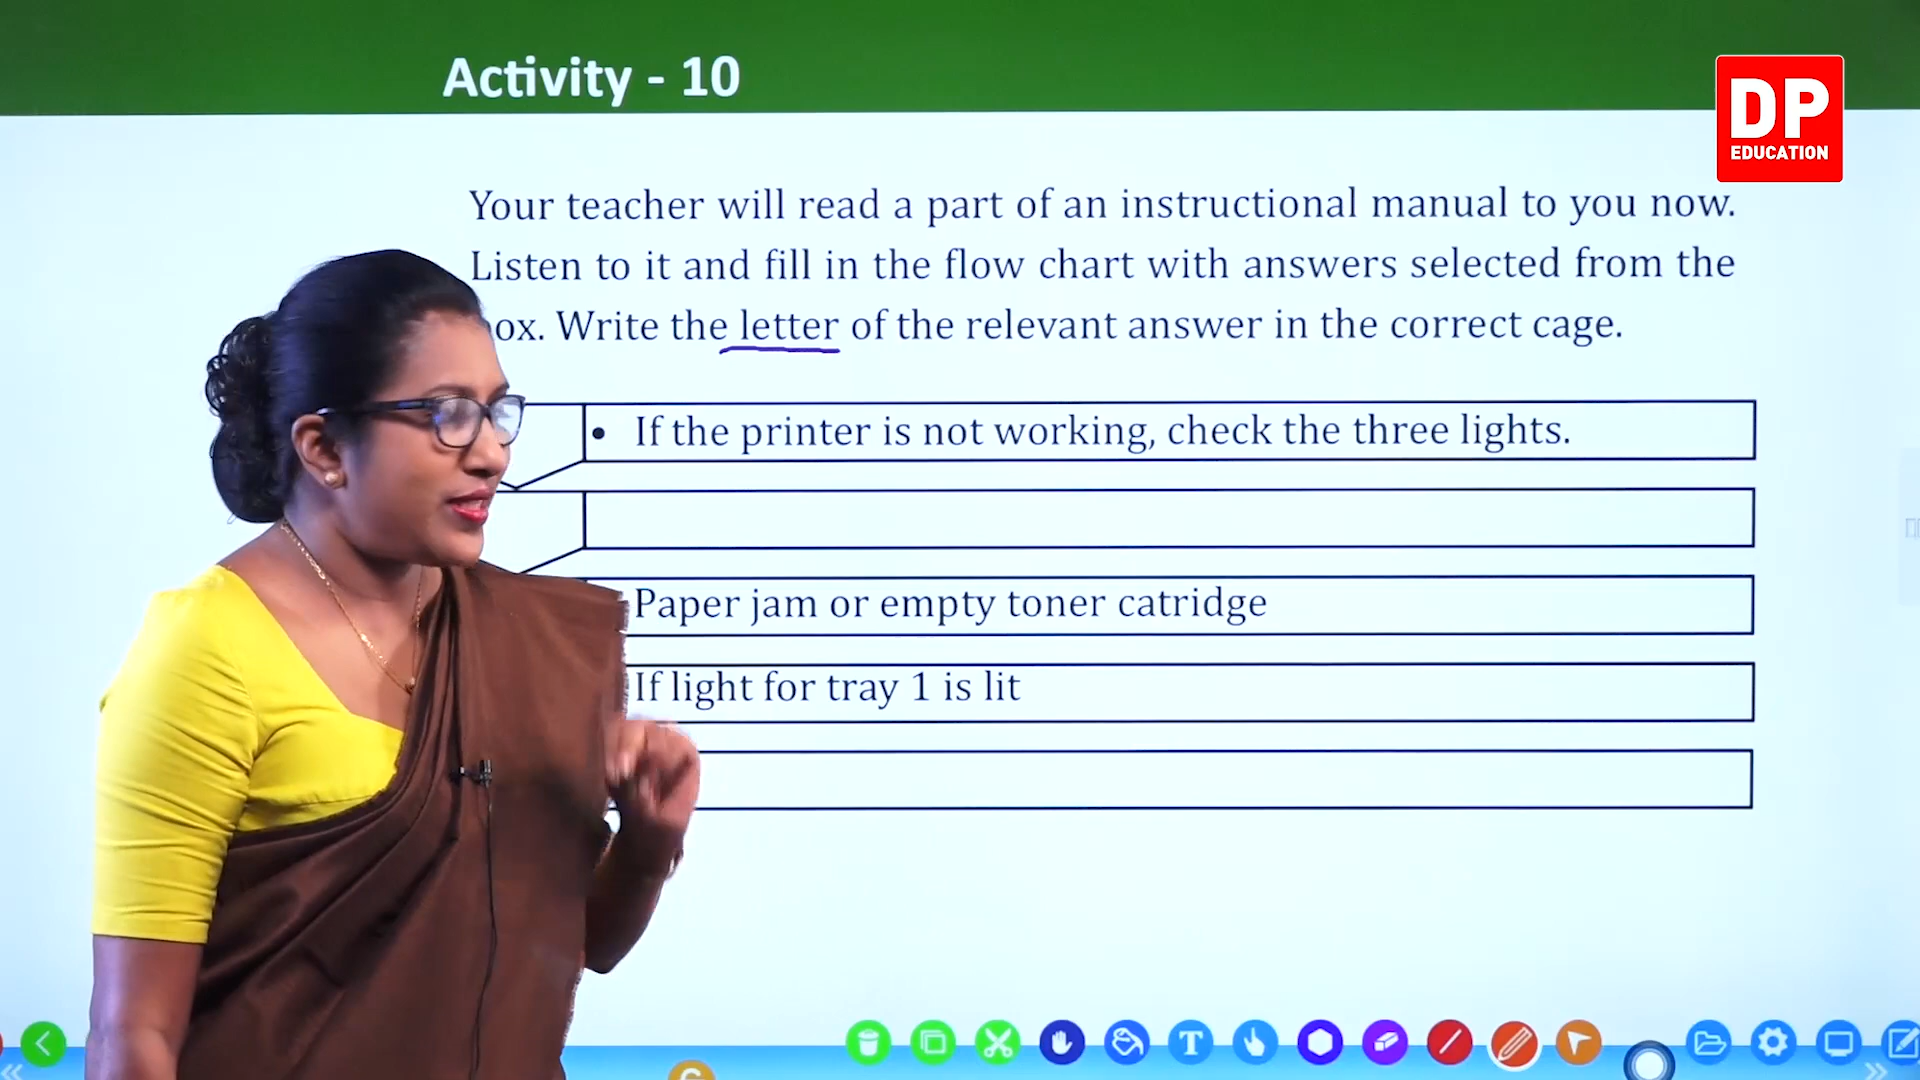 Activity - 10
DP
EDUCATION
Your teacher will read a part of an instructional manual to you now.
Listen to it and fill in the flow chart with answers selected from the
ox. Write the letter of the relevant answer in the correct cage.
• If the printer is not working, check the three lights.
Paper jam or empty toner catridge
If light for tray 1 is lit